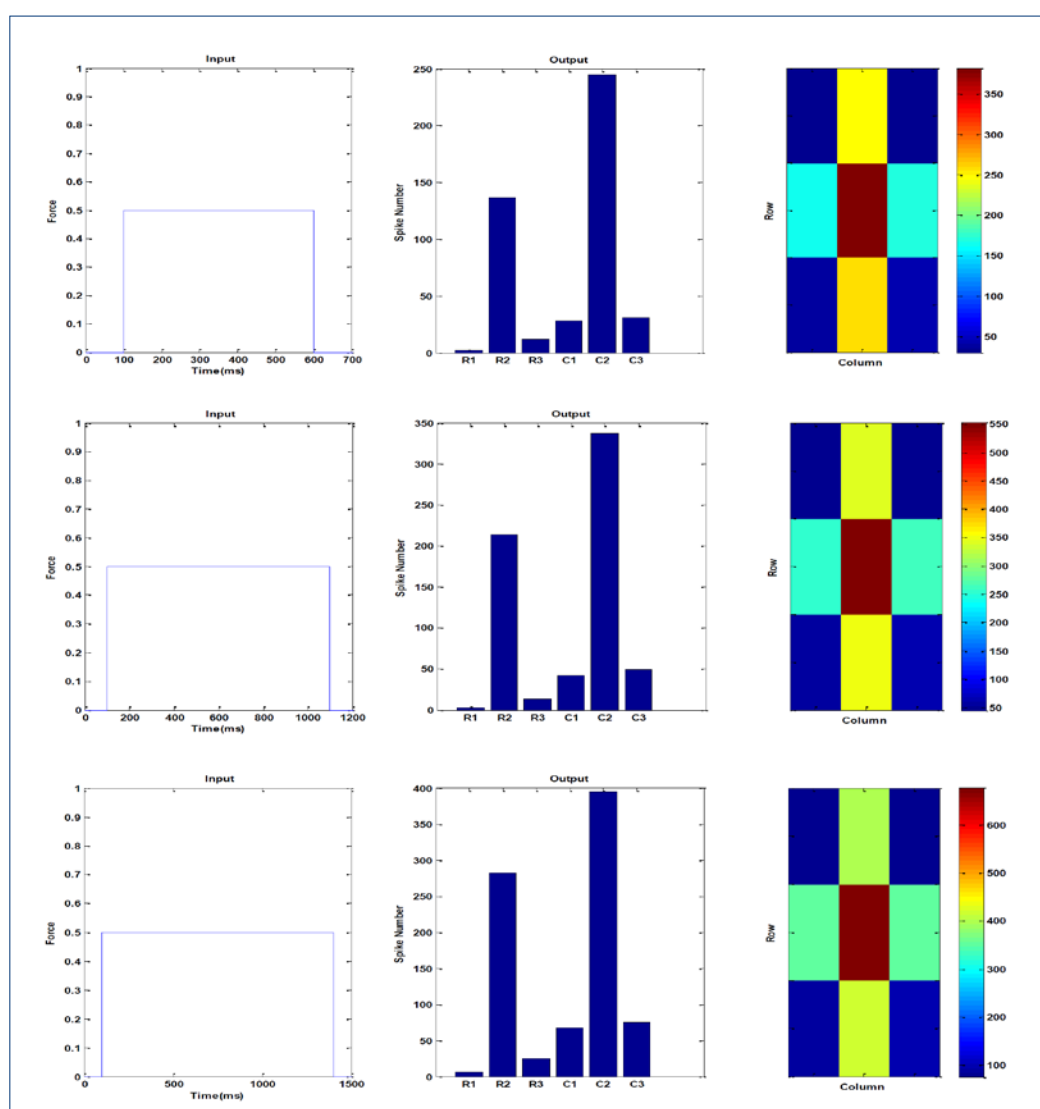 Input
1
0.9
0.8
0.7
0.6
0.5
0.4
0.3
0.2
0.1
0
Force
0 100 200 300 400 500 600 700
Time(ms)
Output
250
200
150
100
50
0
Spike Number
R1 R2 R3 C1 C2 C3
Row
Column
350
300
250
200
150
100
50
Input
1
0.9
0.8
0.7
0.6
0.5
0.4
0.3
0.2
0.1
0
Force
0 200 400 600 800 1000 1200
Time(ms)
Output
350
300
250
200
150
100
50
0
Spike Number
R1 R2 R3 C1 C2 C3
Row
Column
550
500
450
400
350
300
250
200
150
100
50
Input
1
0.9
0.8
0.7
0.6
0.5
0.4
0.3
0.2
0.1
0
Force
0 500 1000 1500
Time(ms)
Output
400
350
300
250
200
150
100
50
0
Spike Number
R1 R2 R3 C1 C2 C3
Row
Column
600
500
400
300
200
100